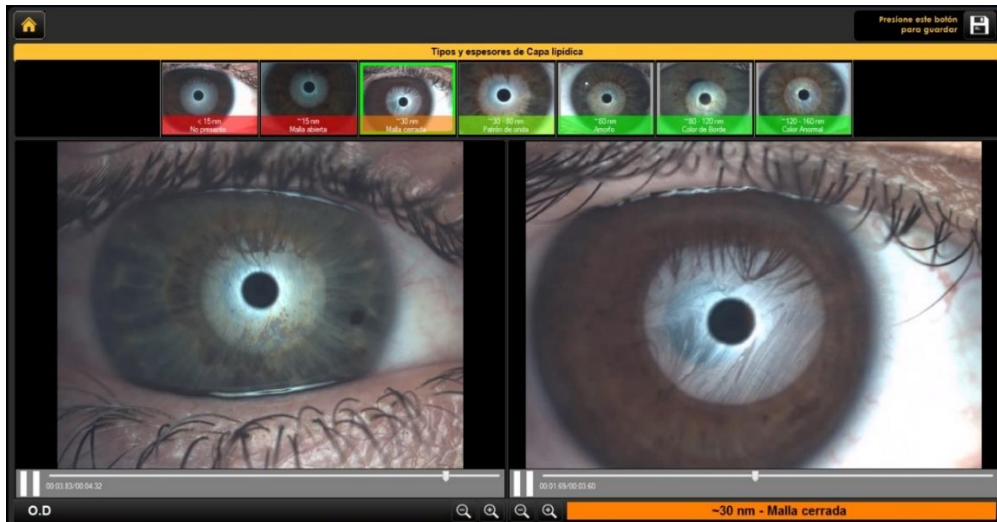 Presione este botón
para guardar
Tipos y espesores de Capa lipídica
< 15 nm
No presente
~15 nm
Malla abierta
~30 nm
Malla cerrada
~30 - 80 nm
Patrón de onda
~80 nm
Amorfo
~80 - 120 nm
Color de Borde
~120 - 160 nm
Color Anormal
00:03.83/00:04.32
00:01.69/00:03.60
O.D
~30 nm - Malla cerrada